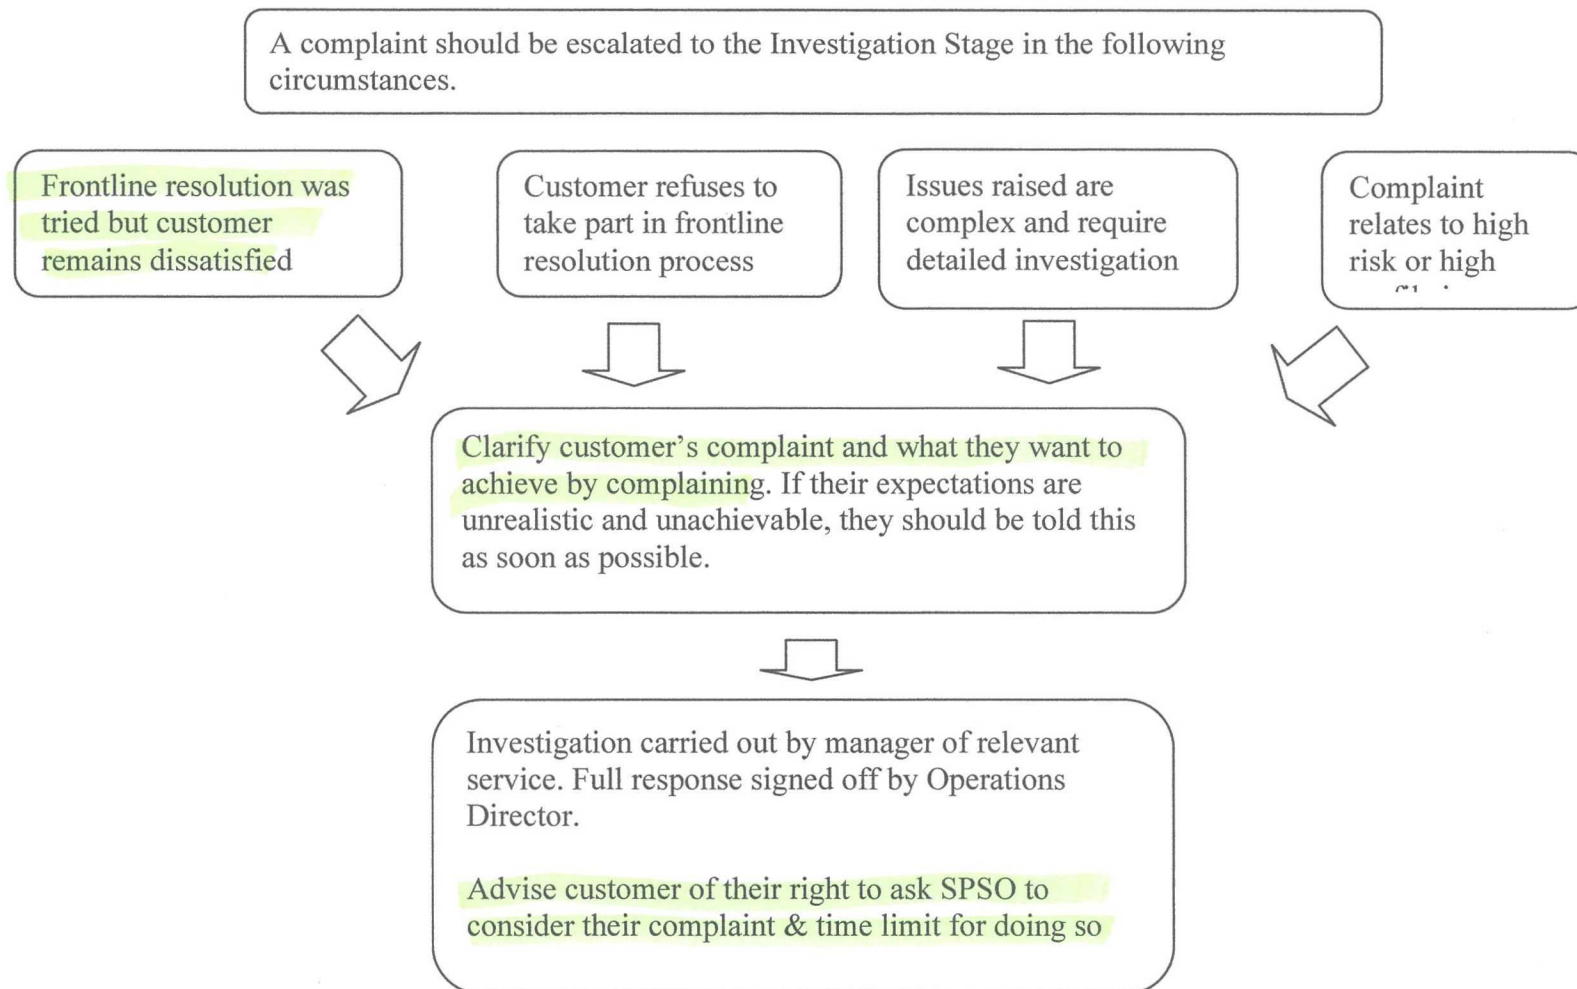 A complaint should be escalated to the Investigation Stage in the following
circumstances.
Frontline resolution was
tried but customer
remains dissatisfied
Customer refuses to
take part in frontline
resolution process
Issues raised are
complex and require
detailed investigation
Complaint
relates to high
risk or high
Clarify customer’s complaint and what they want to
achieve by complaining. If their expectations are
unrealistic and unachievable, they should be told this
as soon as possible.
Investigation carried out by manager of relevant
service. Full response signed off by Operations
Director.
Advise customer of their right to ask SPSO to
consider their complaint & time limit for doing so